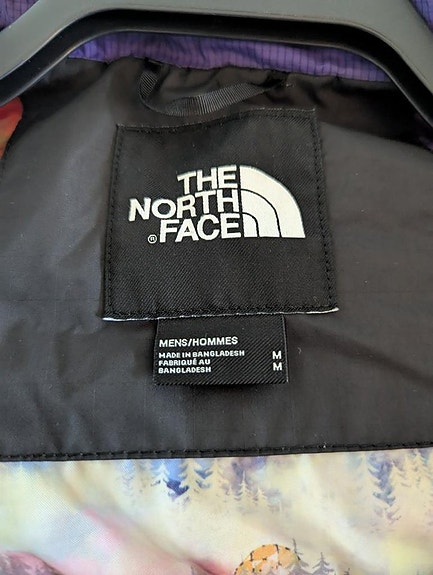 THE
NORTH
® FACE
MENS/HOMMES
MADE IN BANGLADESH M
FABRIQUÉ AU
BANGLADESH M